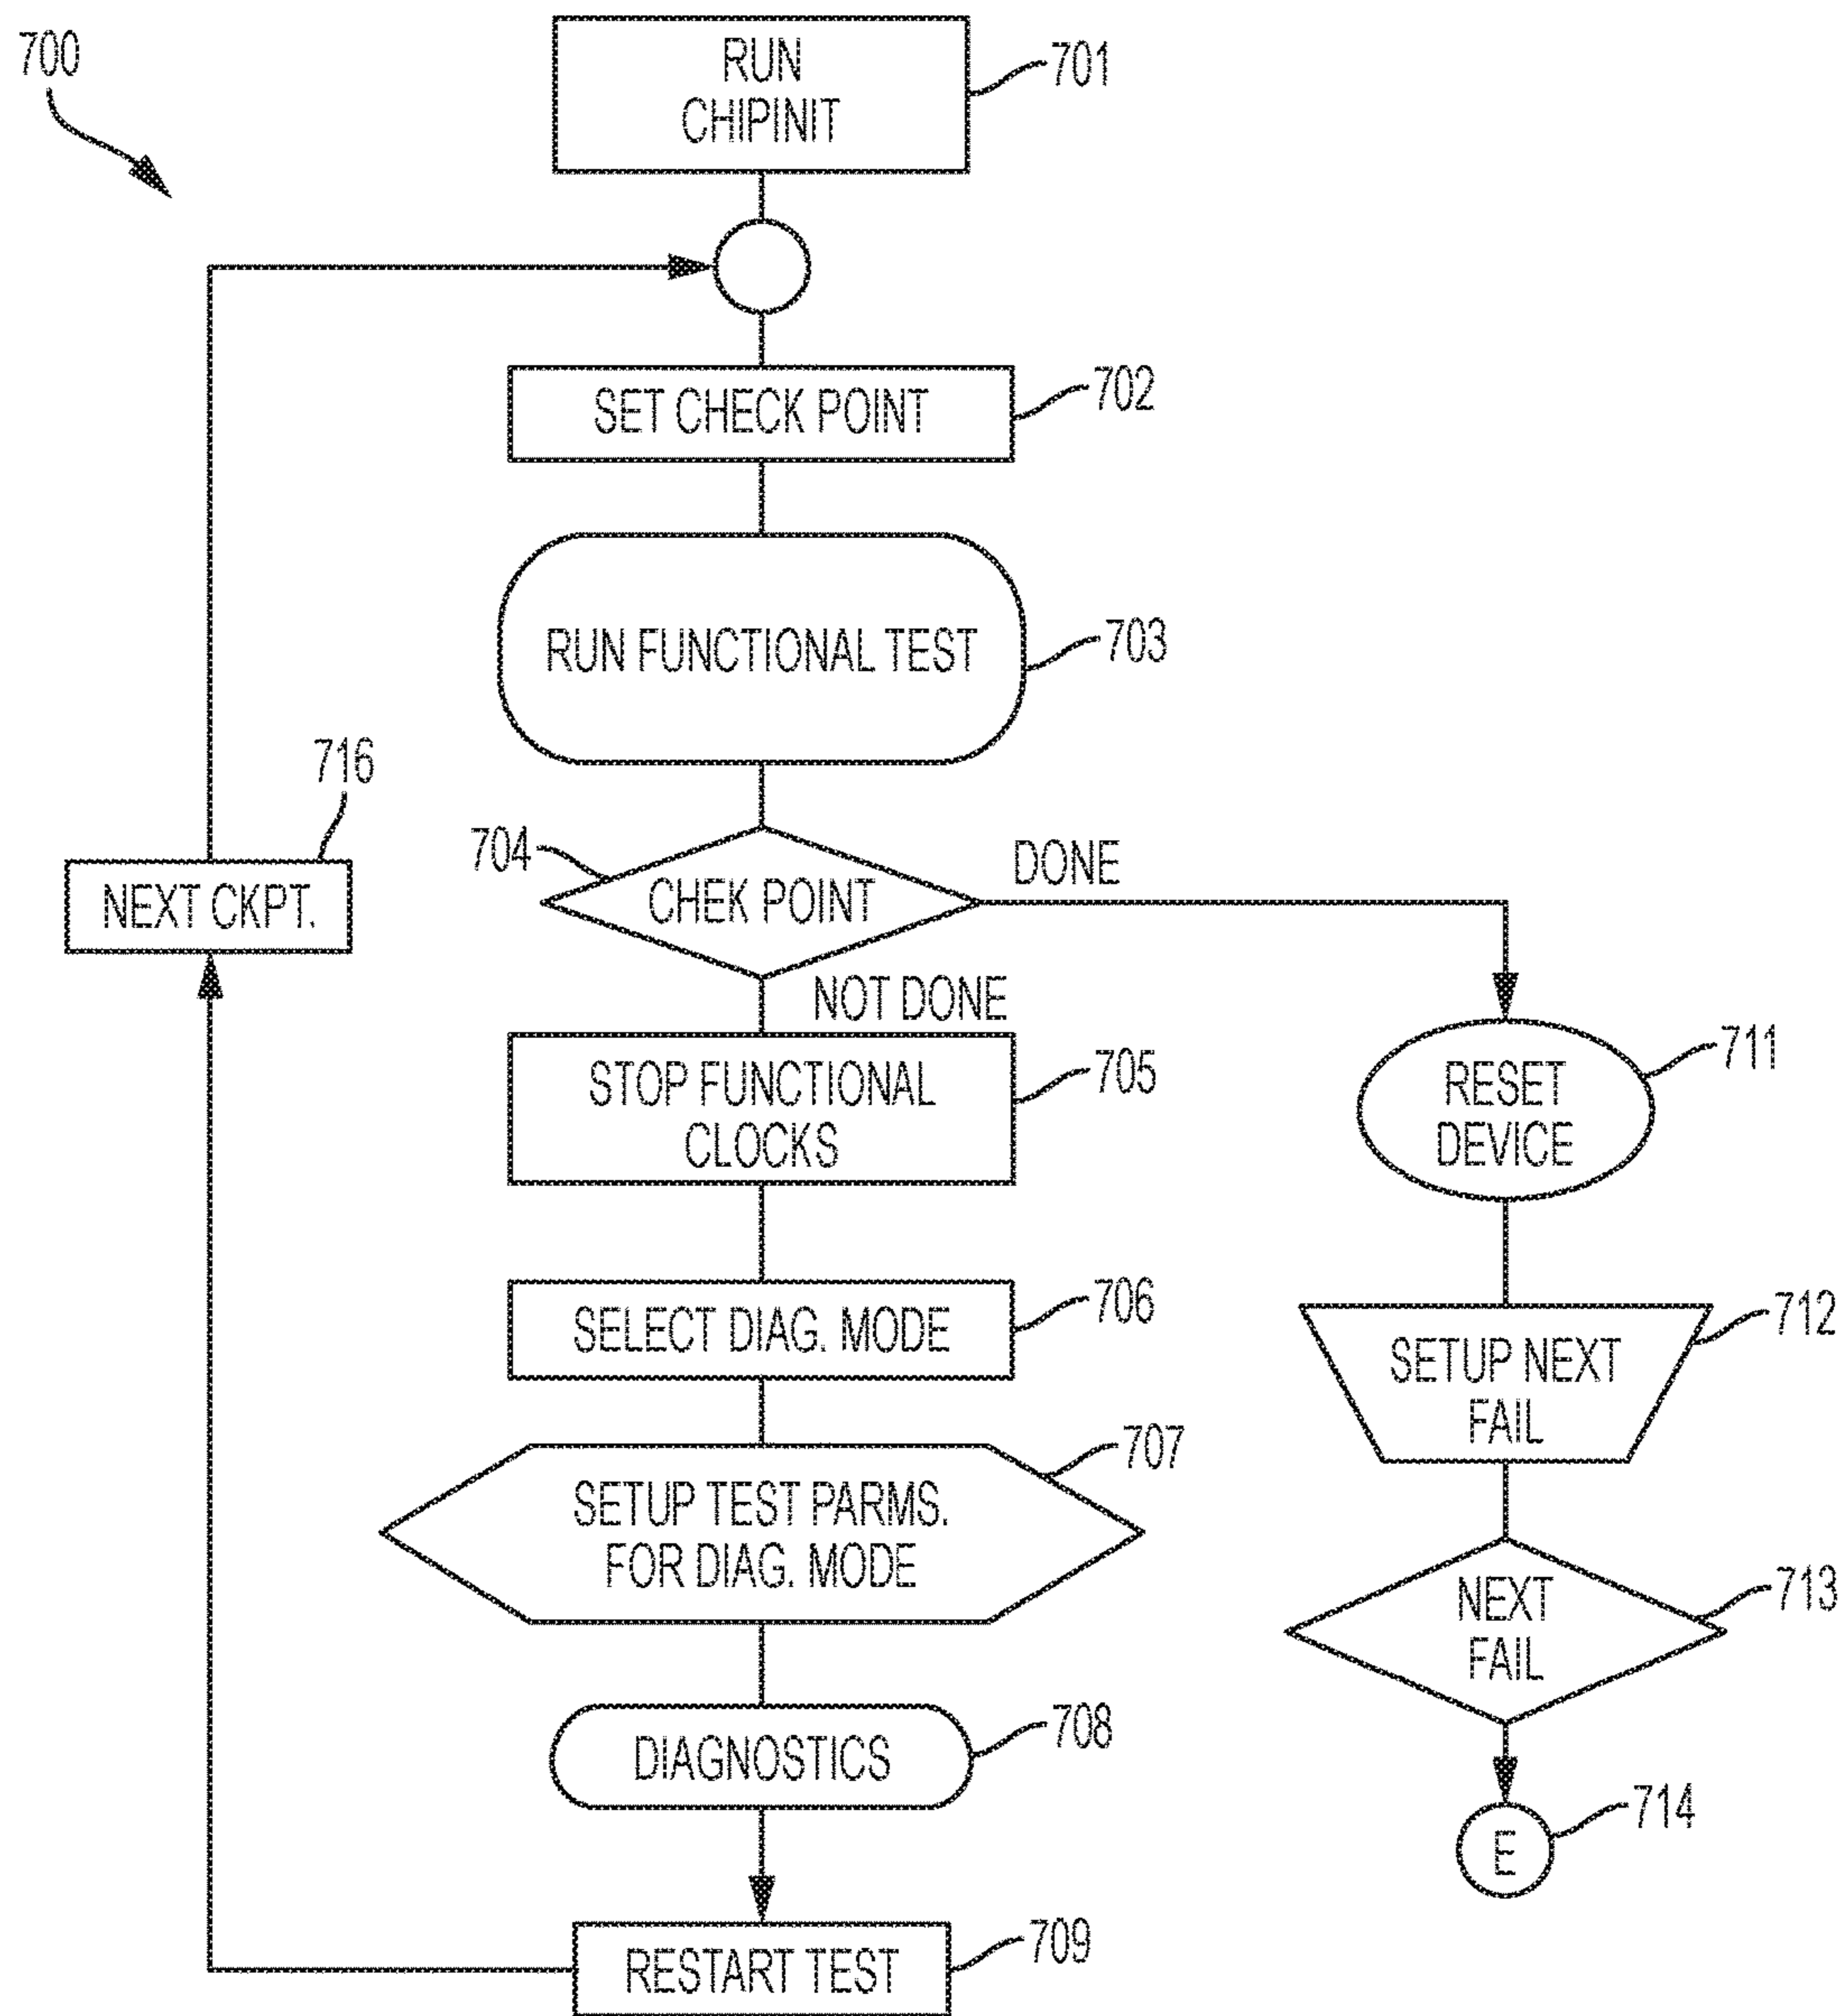 700
RUN
CHIPINIT
701
SET CHECK POINT
702
RUN FUNCTIONAL TEST
703
716
NEXT CKPT.
704
CHEK POINT
DONE
NOT DONE
STOP FUNCTIONAL
CLOCKS
705
RESET
DEVICE
711
SELECT DIAG. MODE
706
SETUP NEXT
FAIL
712
SETUP TEST PARMS.
FOR DIAG. MODE
707
NEXT
FAIL
713
DIAGNOSTICS
708
E
714
RESTART TEST
709